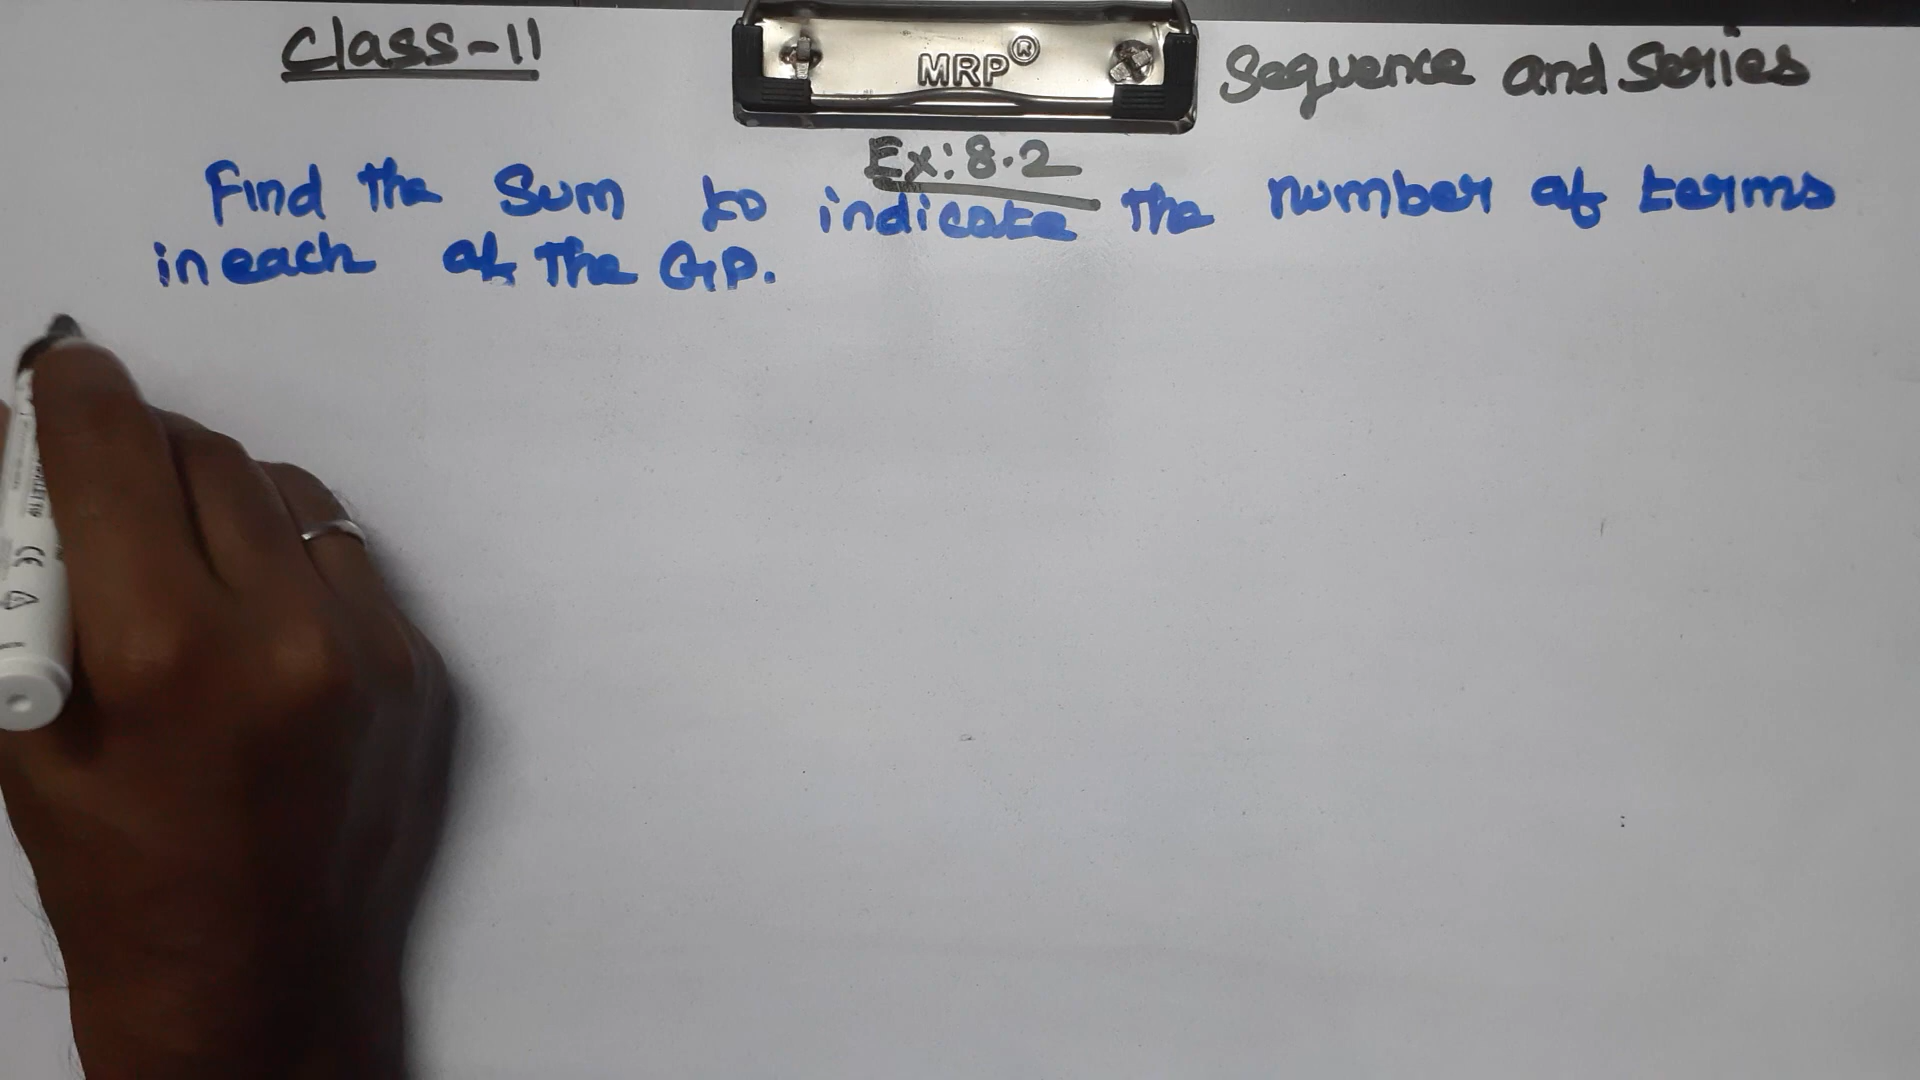 Class-11
MRP®
Sequence and Series
Ex: 8.2
Find the Sum to indicate the number of terms
in each of the G.P.
CE